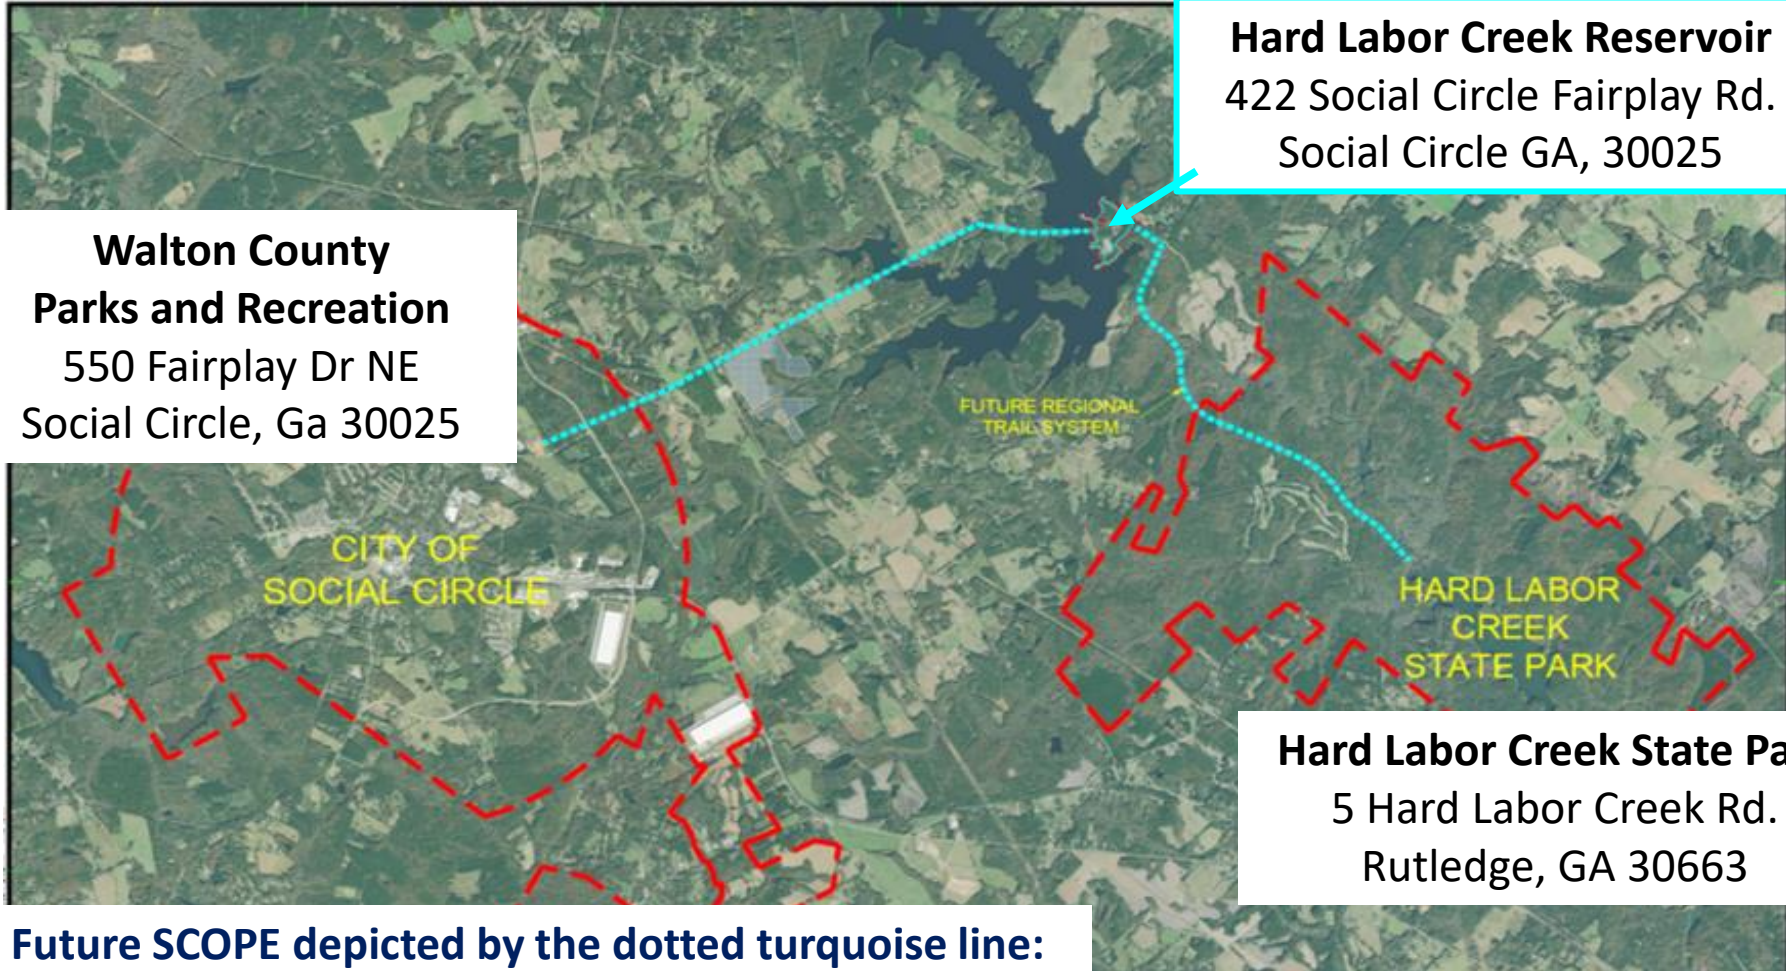 Hard Labor Creek Reservoir
422 Social Circle Fairplay Rd.
Social Circle GA, 30025
Walton County
Parks and Recreation
550 Fairplay Dr NE
Social Circle, Ga 30025
FUTURE REGIONAL
TRAIL SYSTEM
CITY OF
SOCIAL CIRCLE
HARD LABOR
CREEK
STATE PARK
Hard Labor Creek State Pa
5 Hard Labor Creek Rd.
Rutledge, GA 30663
Future SCOPE depicted by the dotted turquoise line: